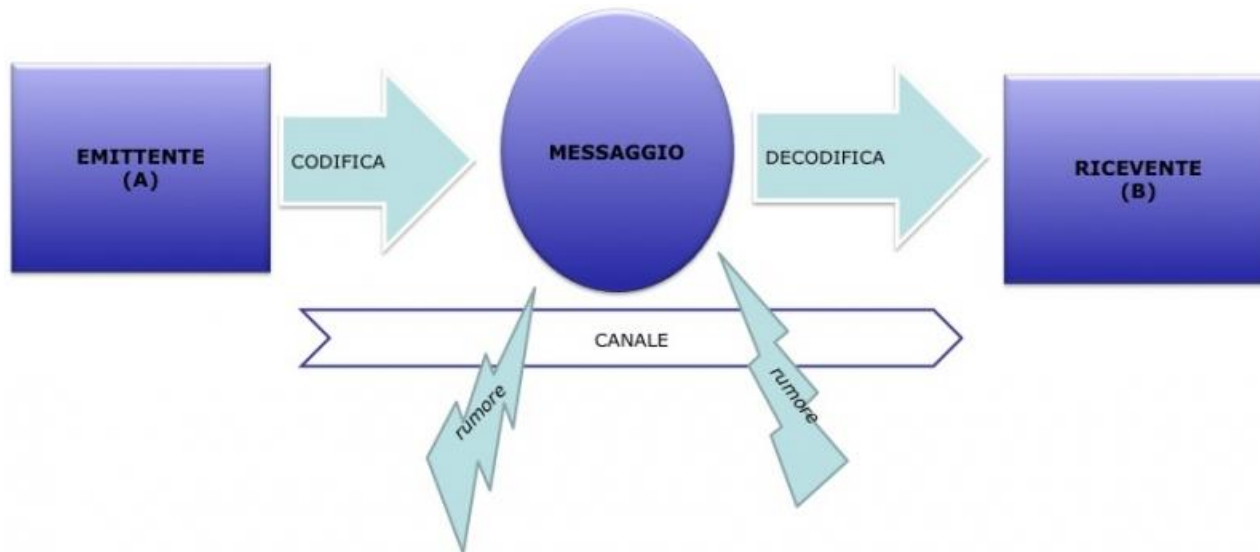 EMITTENTE
(A)
CODIFICA
MESSAGGIO
DECODIFICA
RICEVENTE
(B)
CANALE
rumore
rumore